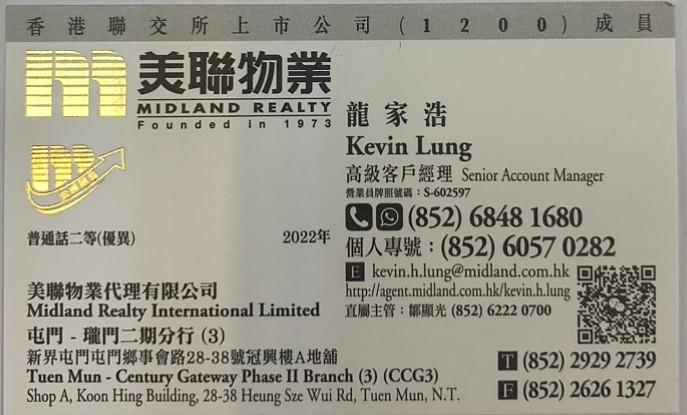 香港聯交所上市公司(1200)成員
美聯物業
MIDLAND REALTY
Founded in 1973
龍家浩
Kevin Lung
高級客戶經理 Senior Account Manager
營業員牌照號碼：S-602597
(852) 6848 1680
普通話二等(優異) 2022年
個人專號：(852) 6057 0282
E kevin.h.lung@midland.com.hk
http://agent.midland.com.hk/kevin.h.lung
直屬主管：鄒顯光 (852) 6222 0700
美聯物業代理有限公司
Midland Realty International Limited
屯門 - 瓏門二期分行 (3)
新界屯門屯門鄉事會路28-38號冠興樓A地舖
Tuen Mun - Century Gateway Phase II Branch (3) (CCG3)
Shop A, Koon Hing Building, 28-38 Heung Sze Wui Rd, Tuen Mun, N.T.
T (852) 2929 2739
F (852) 2626 1327